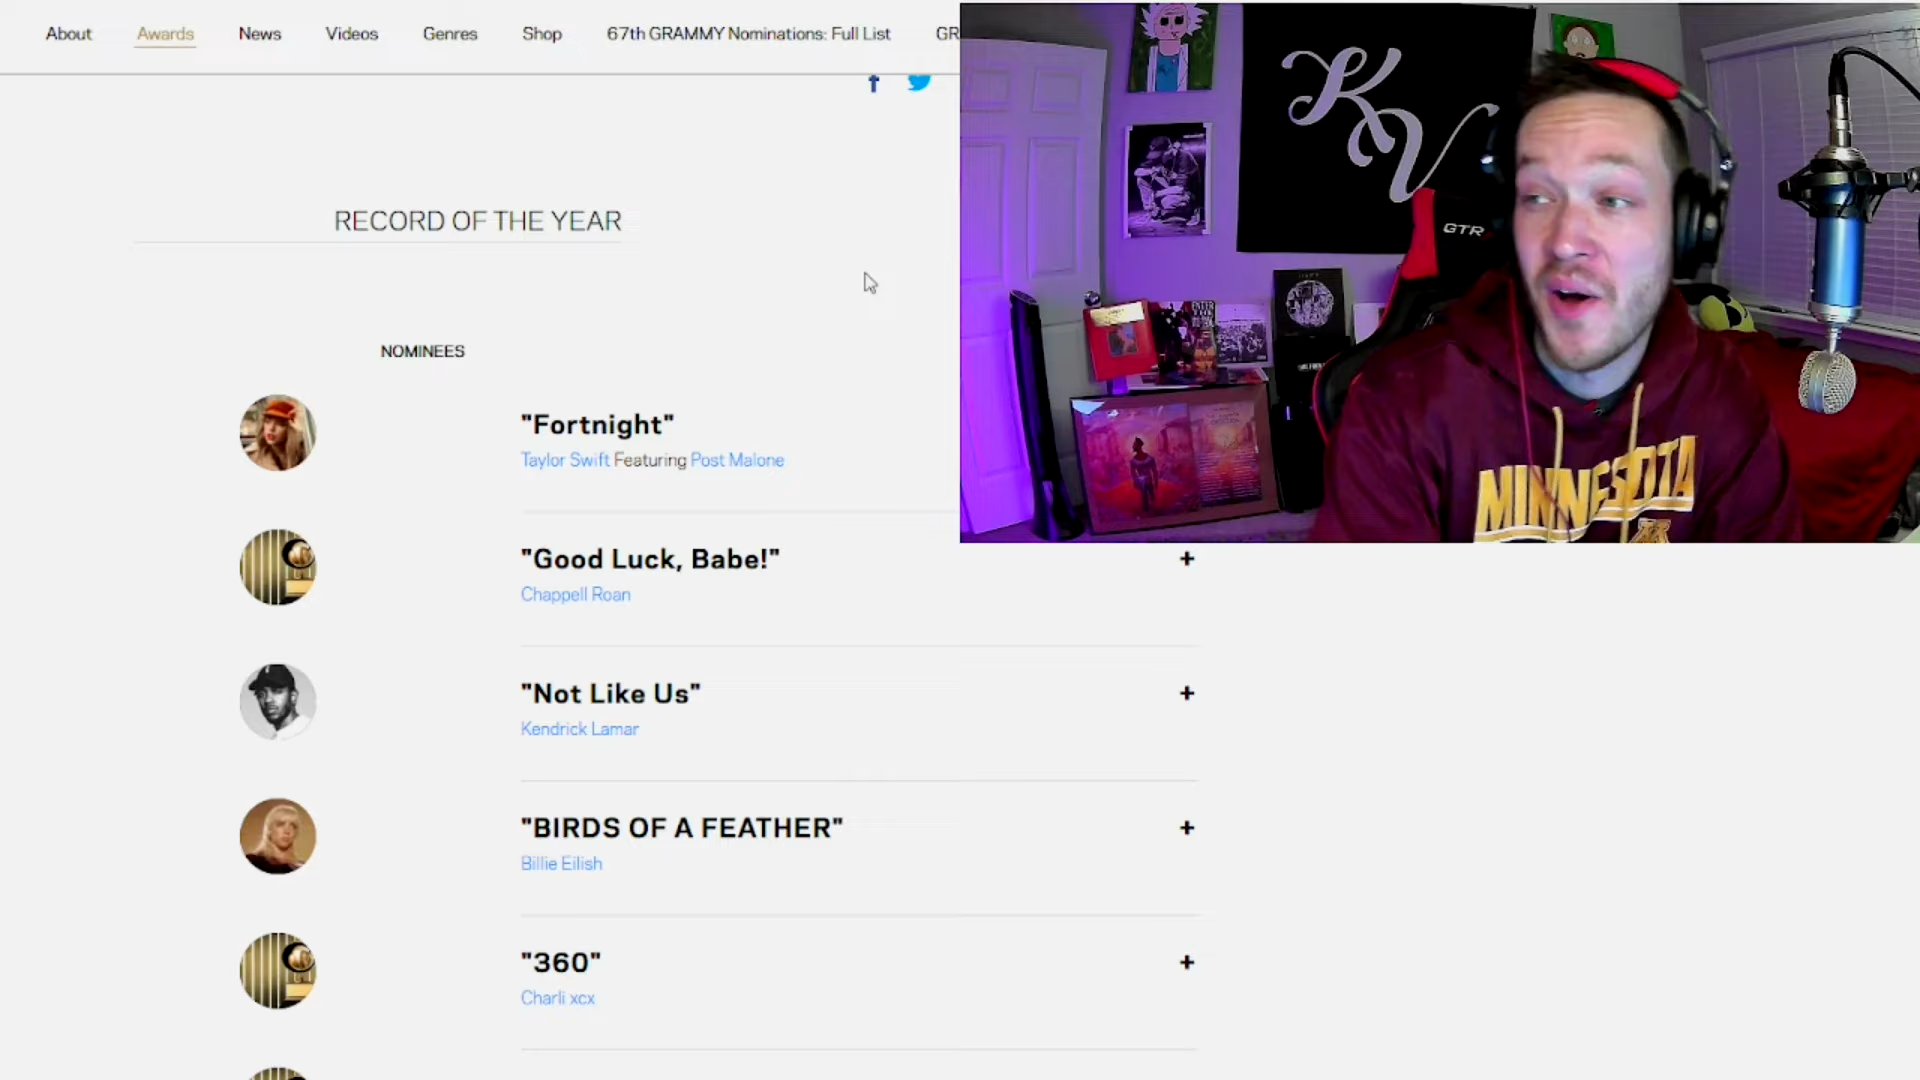 About Awards News Videos Genres Shop 67th GRAMMY Nominations: Full List GR
RECORD OF THE YEAR
NOMINEES
"Fortnight"
Taylor Swift Featuring Post Malone
"Good Luck, Babe!"
Chappell Roan
+
"Not Like Us"
Kendrick Lamar
+
"BIRDS OF A FEATHER"
Billie Eilish
+
"360"
Charli xcx
+
KV
GTR
MINNESOTA